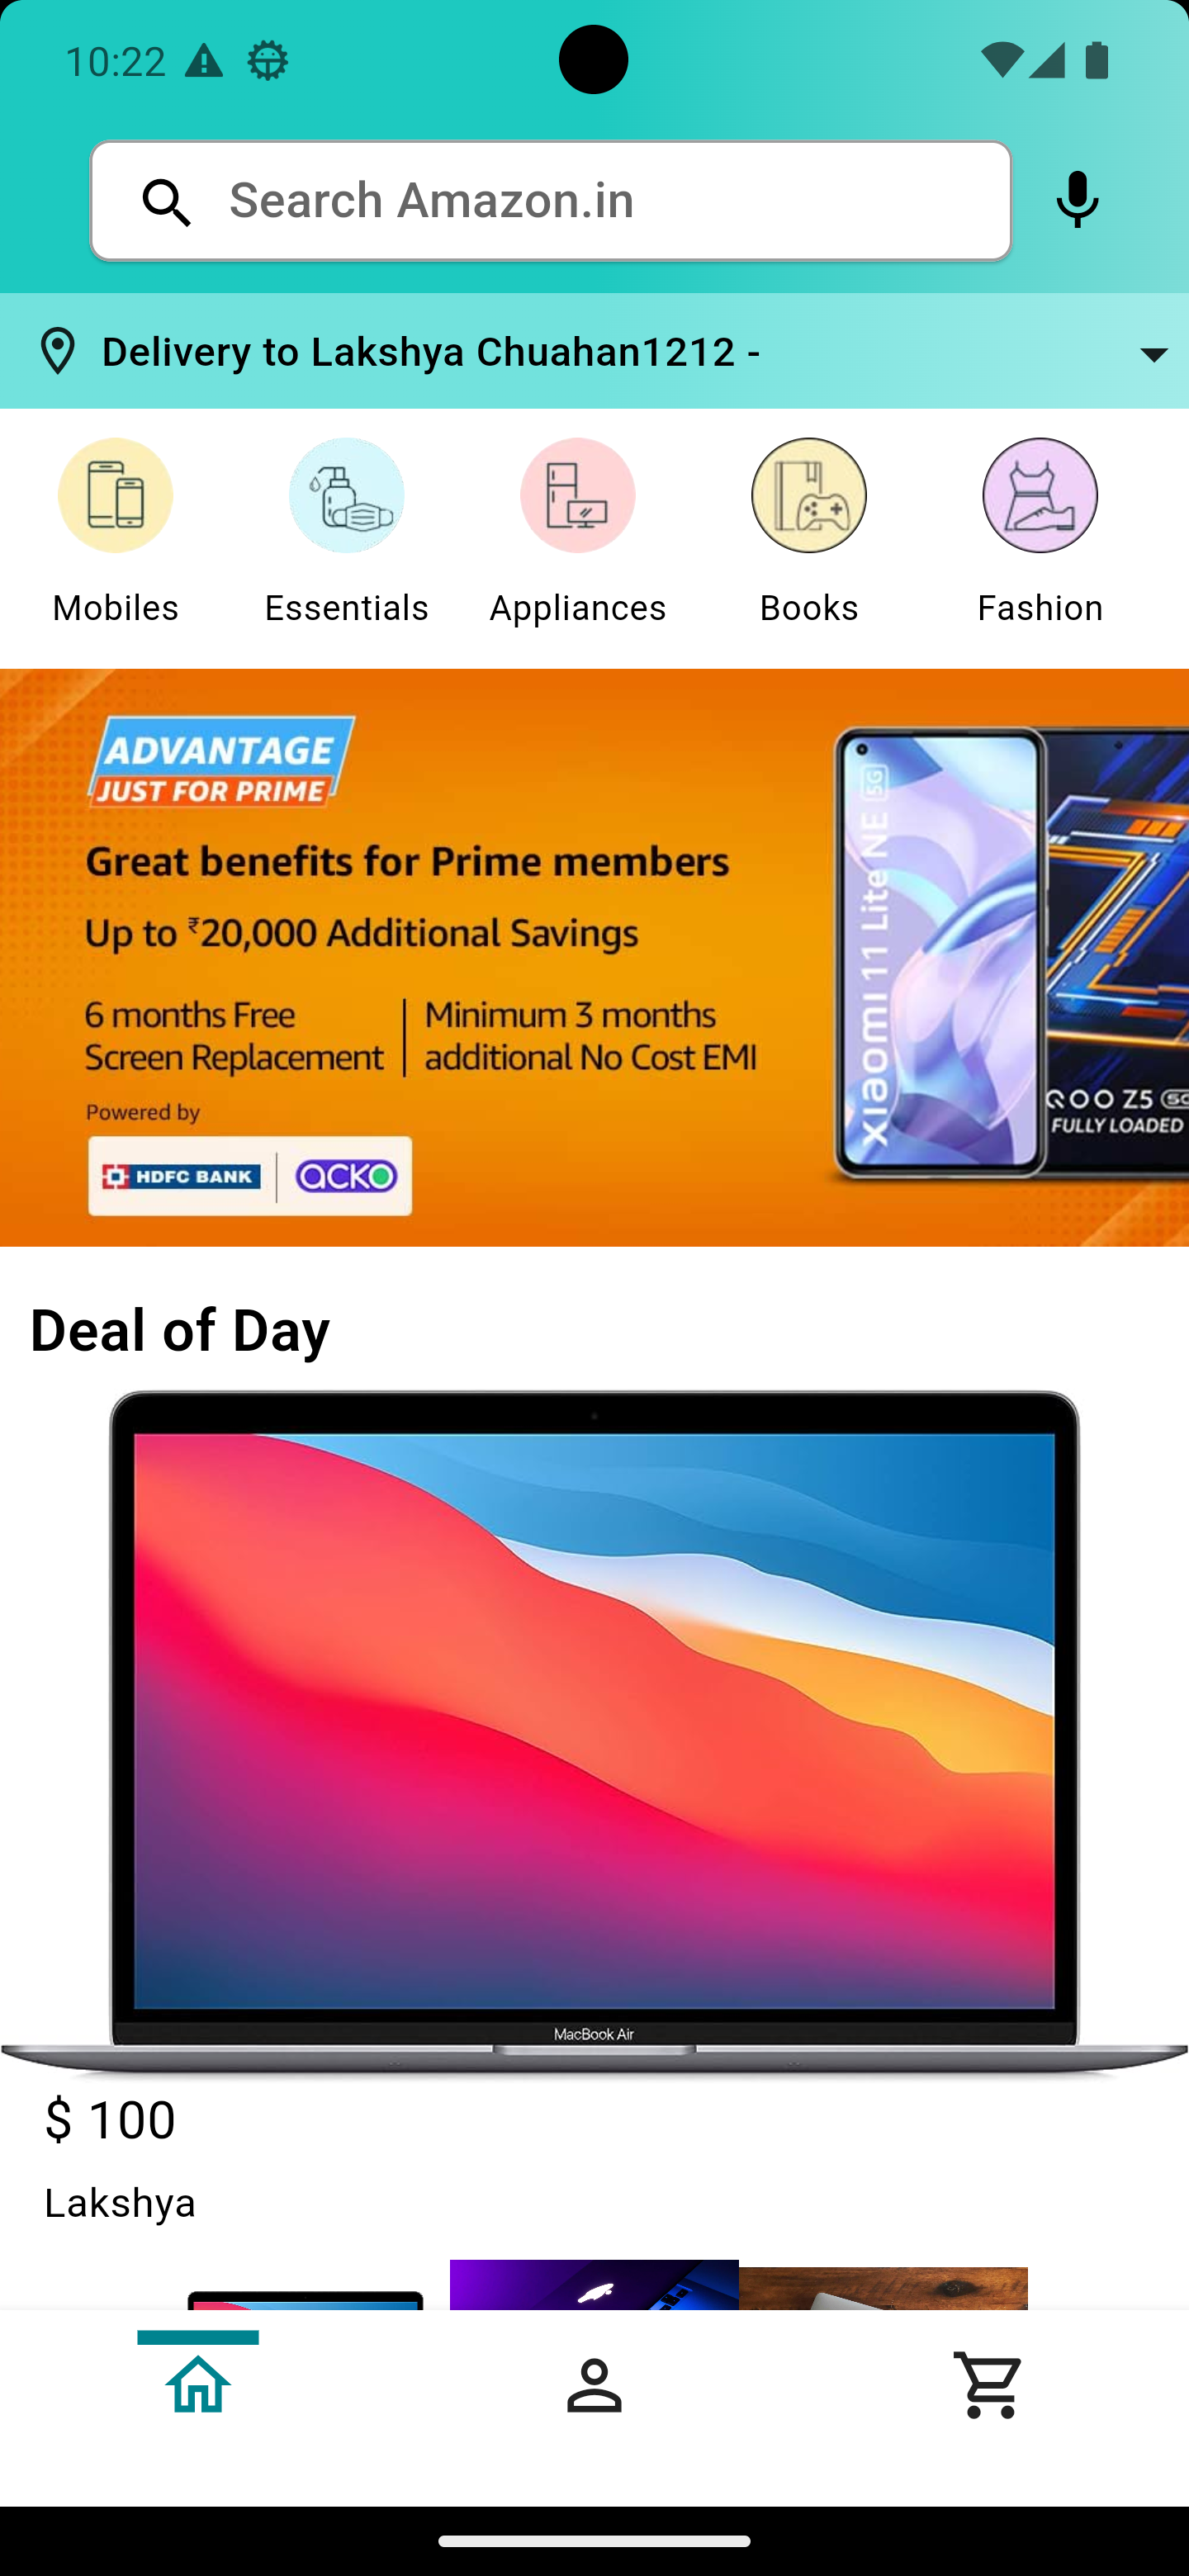 10:22
Search Amazon.in
Delivery to Lakshya Chuahan1212 -
Mobiles
Essentials
Appliances
Books
Fashion
ADVANTAGE
JUST FOR PRIME
Great benefits for Prime members
Up to ₹20,000 Additional Savings
6 months Free
Screen Replacement
Minimum 3 months
additional No Cost EMI
Powered by
HDFC BANK
ACKO
xiaomi 11 Lite NE 5G
iQOO Z5 5G
FULLY LOADED
Deal of Day
MacBook Air
$ 100
Lakshya